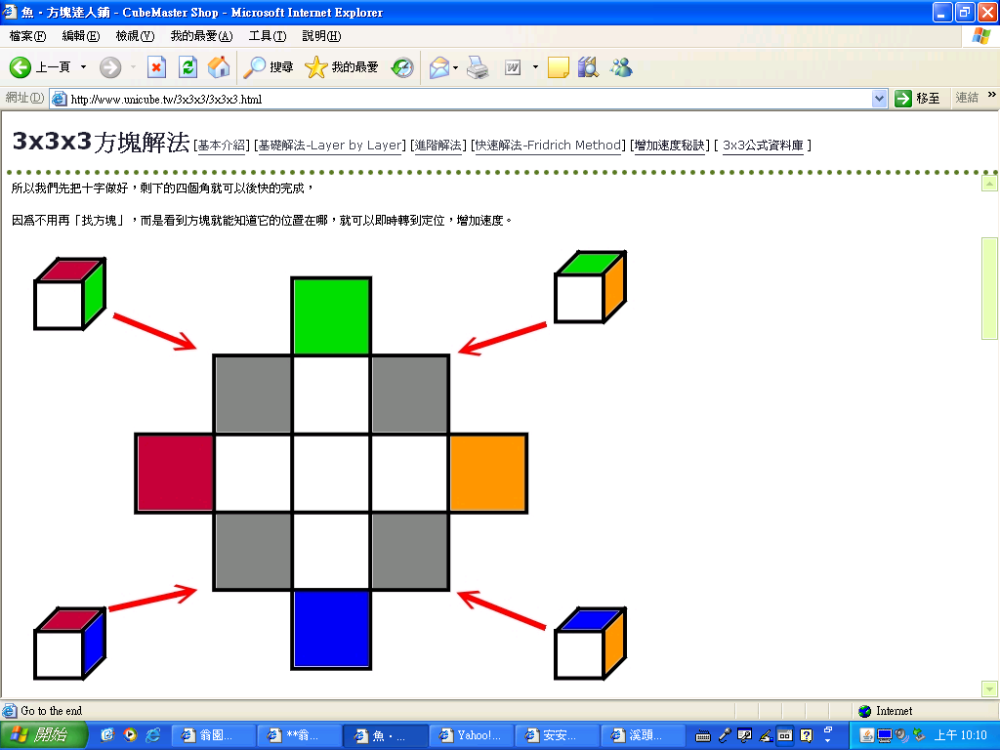 魚‧方塊達人鋪 - CubeMaster Shop - Microsoft Internet Explorer
檔案(F) 編輯(E) 檢視(V) 我的最愛(A) 工具(T) 說明(H)
上一頁 搜尋 我的最愛
網址(D) http://www.unicube.tw/3x3x3/3x3x3.html 移至 連結 »
3x3x3方塊解法 [基本介紹] [基礎解法-Layer by Layer] [進階解法] [快速解法-Fridrich Method] [增加速度秘訣] [ 3x3公式資料庫 ]
所以我們先把十字做好，剩下的四個角就可以後快的完成，
因為不用再「找方塊」，而是看到方塊就能知道它的位置在哪，就可以即時轉到定位，增加速度。
Go to the end Internet
開始 翁園... **翁... 魚‧ ... Yahoo!... 安安... 溪頭... 上午 10:10